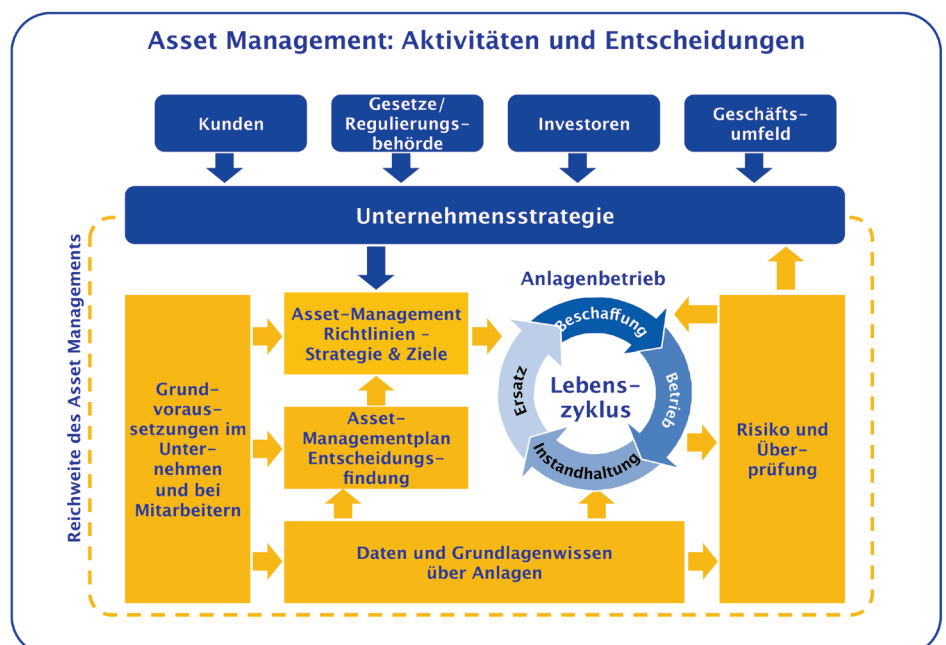 Asset Management: Aktivitäten und Entscheidungen
Kunden
Gesetze/
Regulierungs-
behörde
Investoren
Geschäfts-
umfeld
Unternehmensstrategie
Reichweite des Asset Managements
Grund-
voraus-
setzungen im
Unter-
nehmen
und bei
Mitarbeitern
Asset-Management
Richtlinien –
Strategie & Ziele
Asset-
Managementplan
Entscheidungs-
findung
Anlagenbetrieb
Beschaffung
Betrieb
Instandhaltung
Ersatz
Lebens-
zyklus
Risiko und
Über-
prüfung
Daten und Grundlagenwissen
über Anlagen